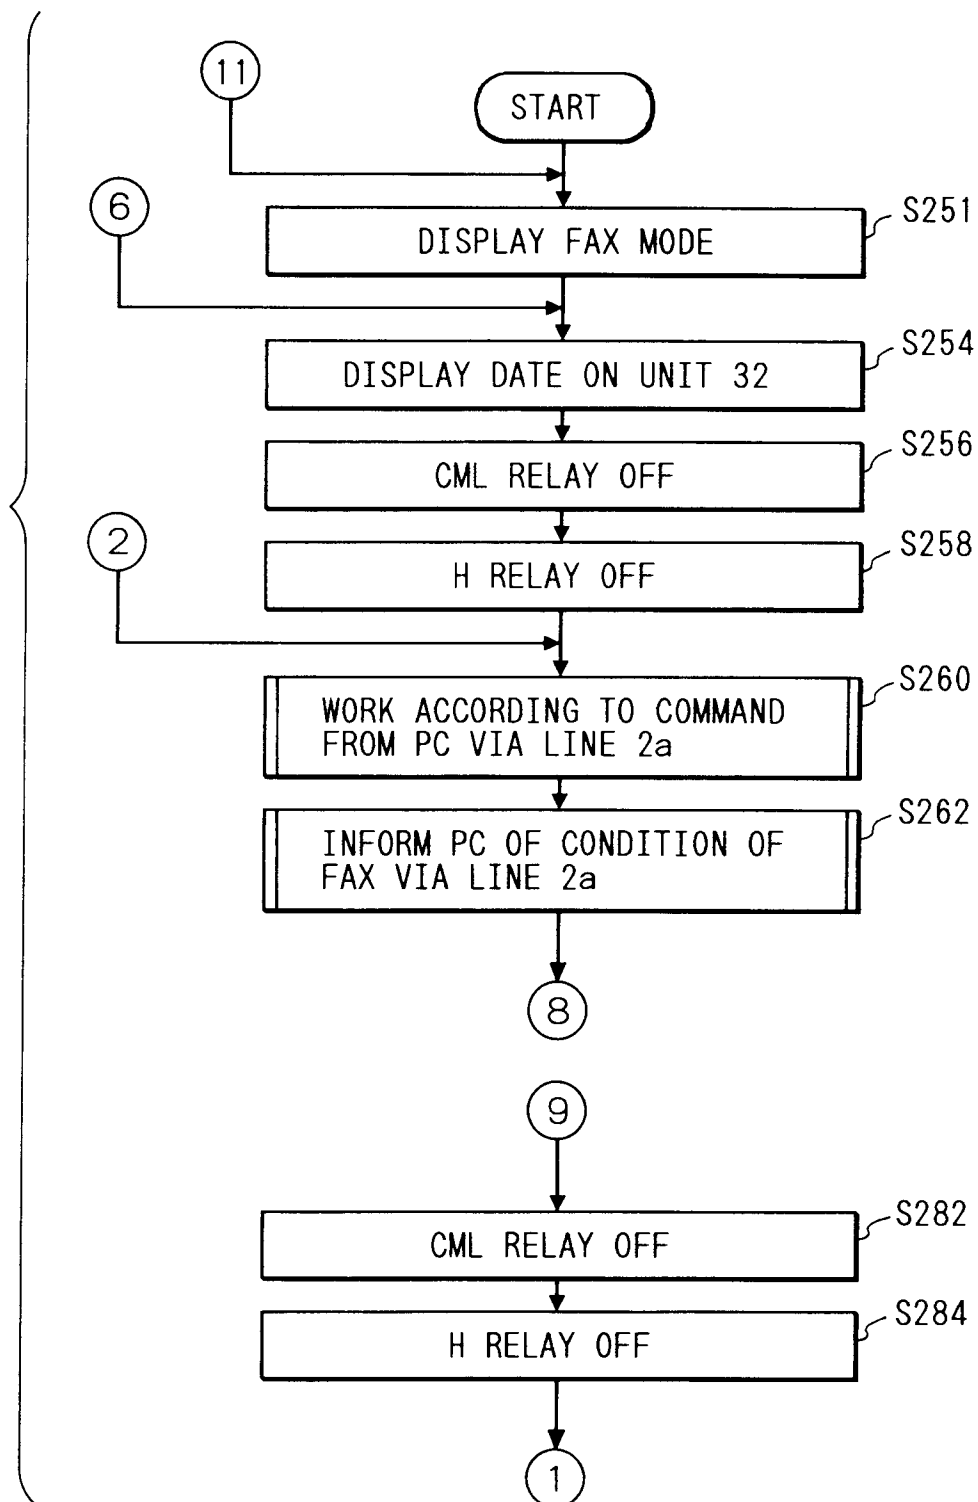 11
START
6
S251
DISPLAY FAX MODE
S254
DISPLAY DATE ON UNIT 32
S256
CML RELAY OFF
2
S258
H RELAY OFF
S260
WORK ACCORDING TO COMMAND
FROM PC VIA LINE 2a
S262
INFORM PC OF CONDITION OF
FAX VIA LINE 2a
8
9
S282
CML RELAY OFF
S284
H RELAY OFF
1